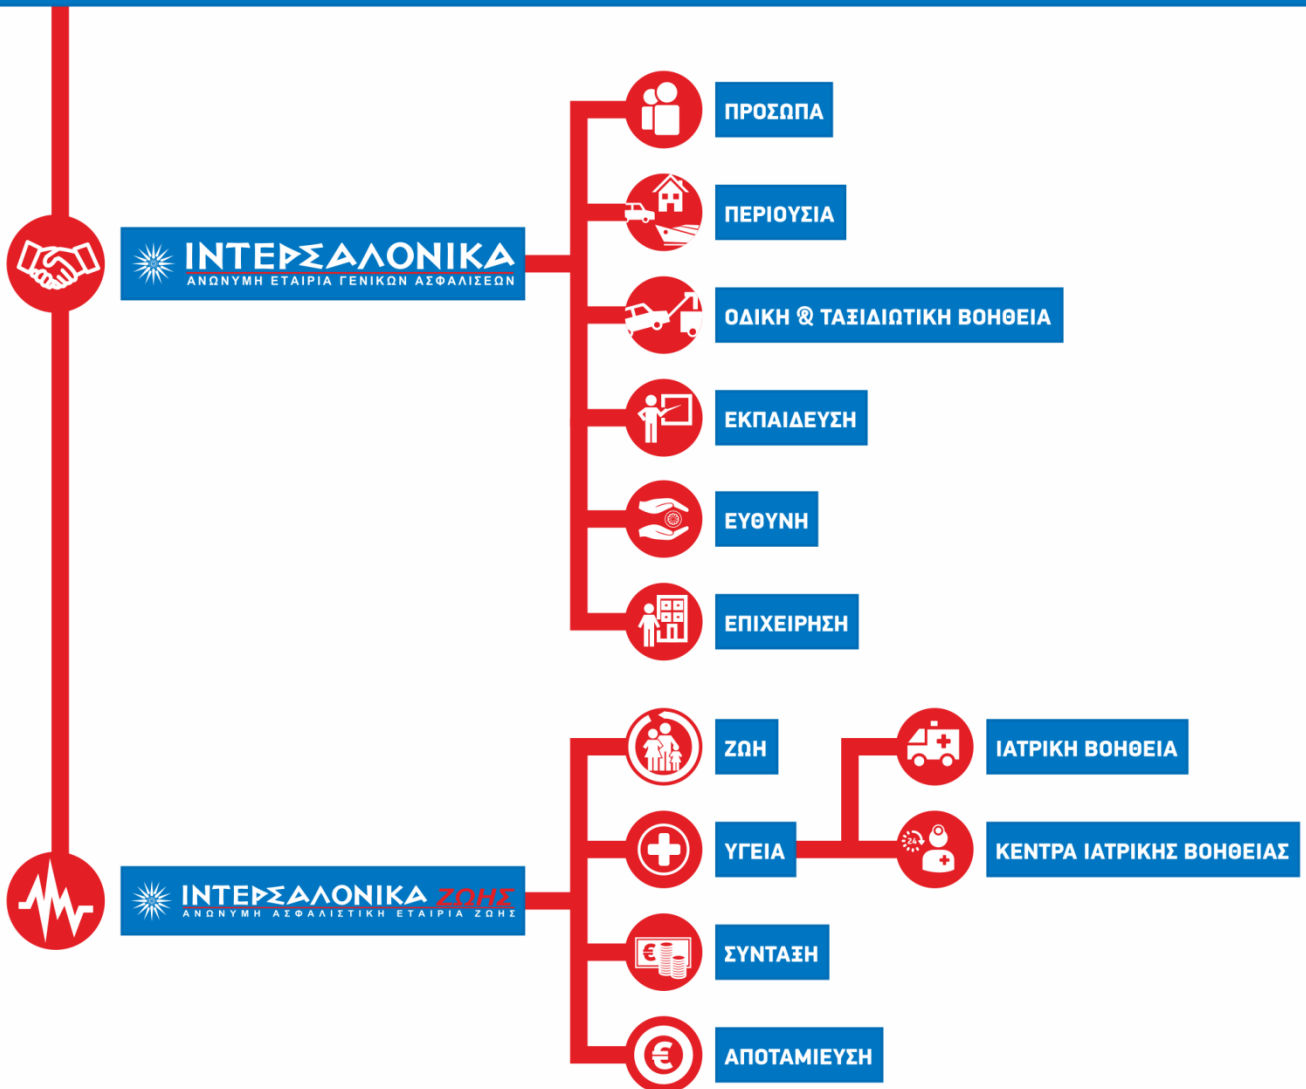 ΠΡΟΣΩΠΑ
ΠΕΡΙΟΥΣΙΑ
ΙΝΤΕΡΣΑΛΟΝΙΚΑ
ΑΝΩΝΥΜΗ ΕΤΑΙΡΙΑ ΓΕΝΙΚΩΝ ΑΣΦΑΛΙΣΕΩΝ
ΟΔΙΚΗ & ΤΑΞΙΔΙΩΤΙΚΗ ΒΟΗΘΕΙΑ
ΕΚΠΑΙΔΕΥΣΗ
ΕΥΘΥΝΗ
ΕΠΙΧΕΙΡΗΣΗ
ΖΩΗ
ΙΑΤΡΙΚΗ ΒΟΗΘΕΙΑ
ΥΓΕΙΑ
24
ΚΕΝΤΡΑ ΙΑΤΡΙΚΗΣ ΒΟΗΘΕΙΑΣ
ΙΝΤΕΡΣΑΛΟΝΙΚΑ ΖΩΗΣ
ΑΝΩΝΥΜΗ ΑΣΦΑΛΙΣΤΙΚΗ ΕΤΑΙΡΙΑ ΖΩΗΣ
€
ΣΥΝΤΑΞΗ
€
ΑΠΟΤΑΜΙΕΥΣΗ